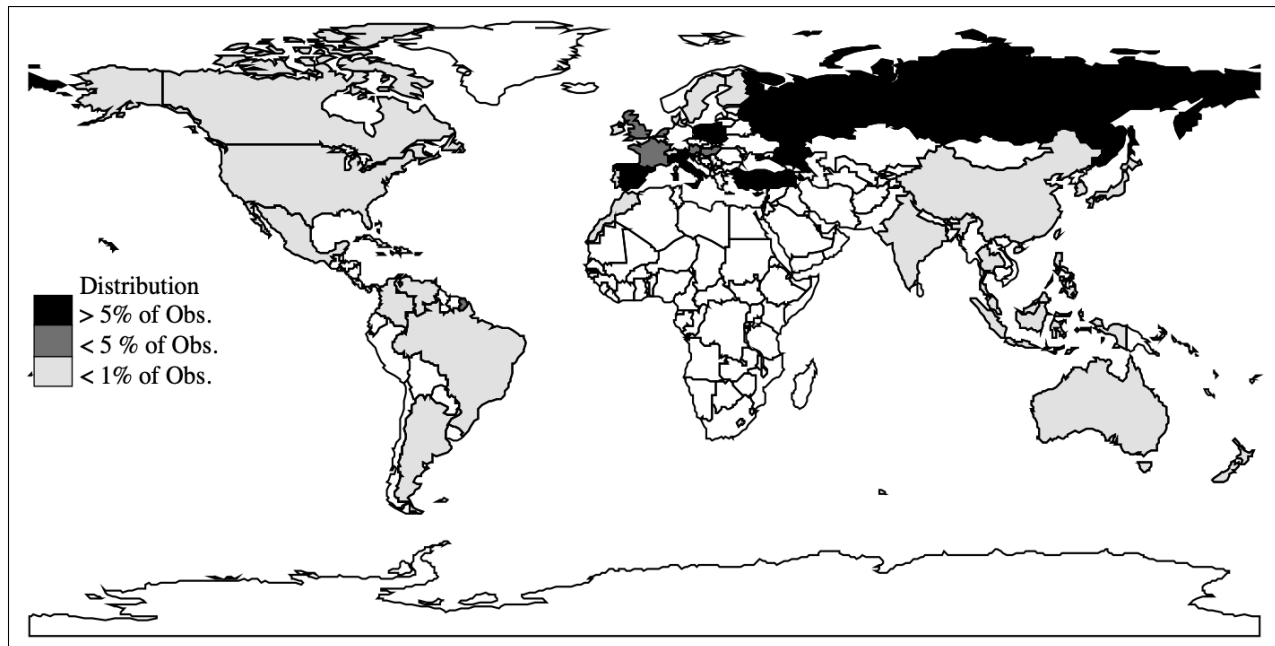 Distribution
> 5% of Obs.
< 5 % of Obs.
< 1% of Obs.